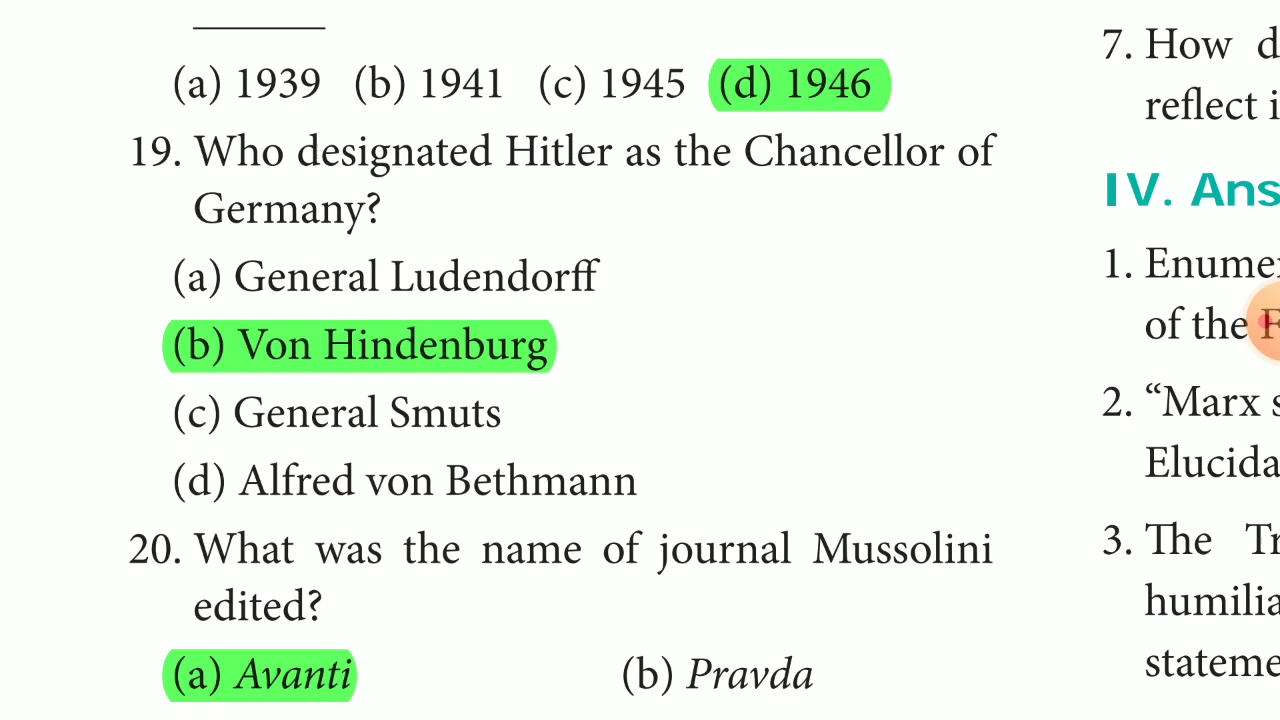 (a) 1939 (b) 1941 (c) 1945 (d) 1946
19. Who designated Hitler as the Chancellor of
Germany?
(a) General Ludendorff
(b) Von Hindenburg
(c) General Smuts
(d) Alfred von Bethmann
20. What was the name of journal Mussolini
edited?
(a) Avanti (b) Pravda
7. How d
reflect i
IV. Ans
1. Enume
of the F
2. “Marx s
Elucida
3. The Tr
humilia
stateme